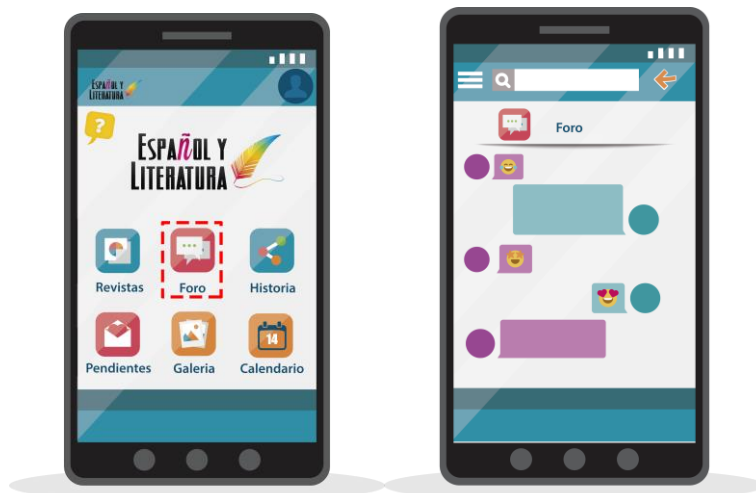 ESPAÑOL Y
LITERATURA
?
ESPAÑOL Y
LITERATURA
Revistas
Foro
Historia
14
Pendientes
Galeria
Calendario
Foro